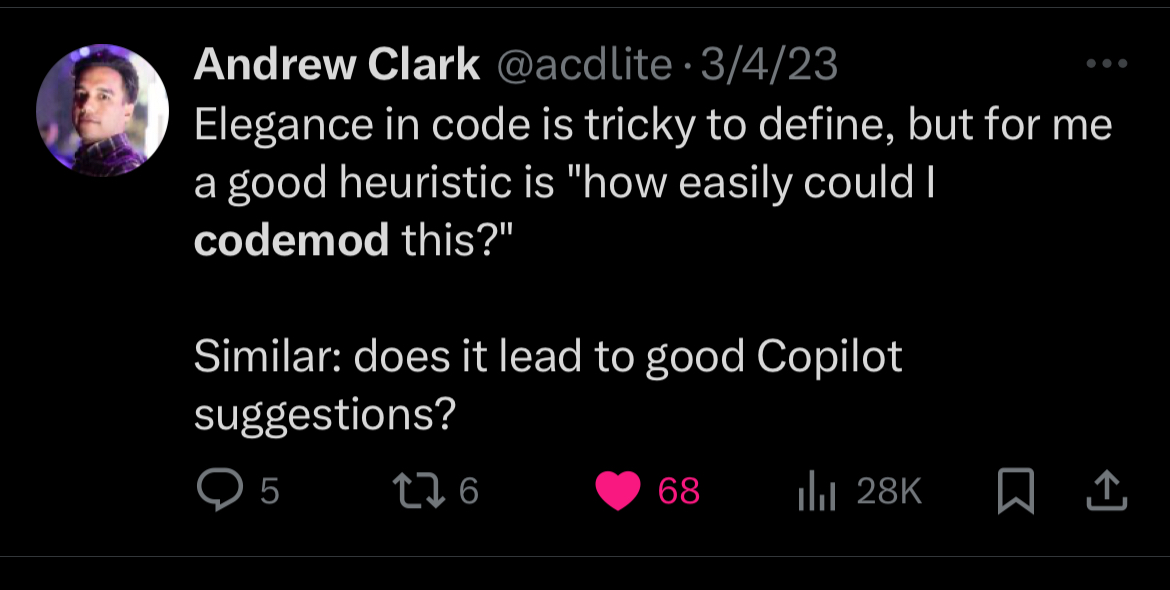 Andrew Clark @acdlite · 3/4/23
Elegance in code is tricky to define, but for me
a good heuristic is "how easily could I
codemod this?"
Similar: does it lead to good Copilot
suggestions?
5 6 68 28K